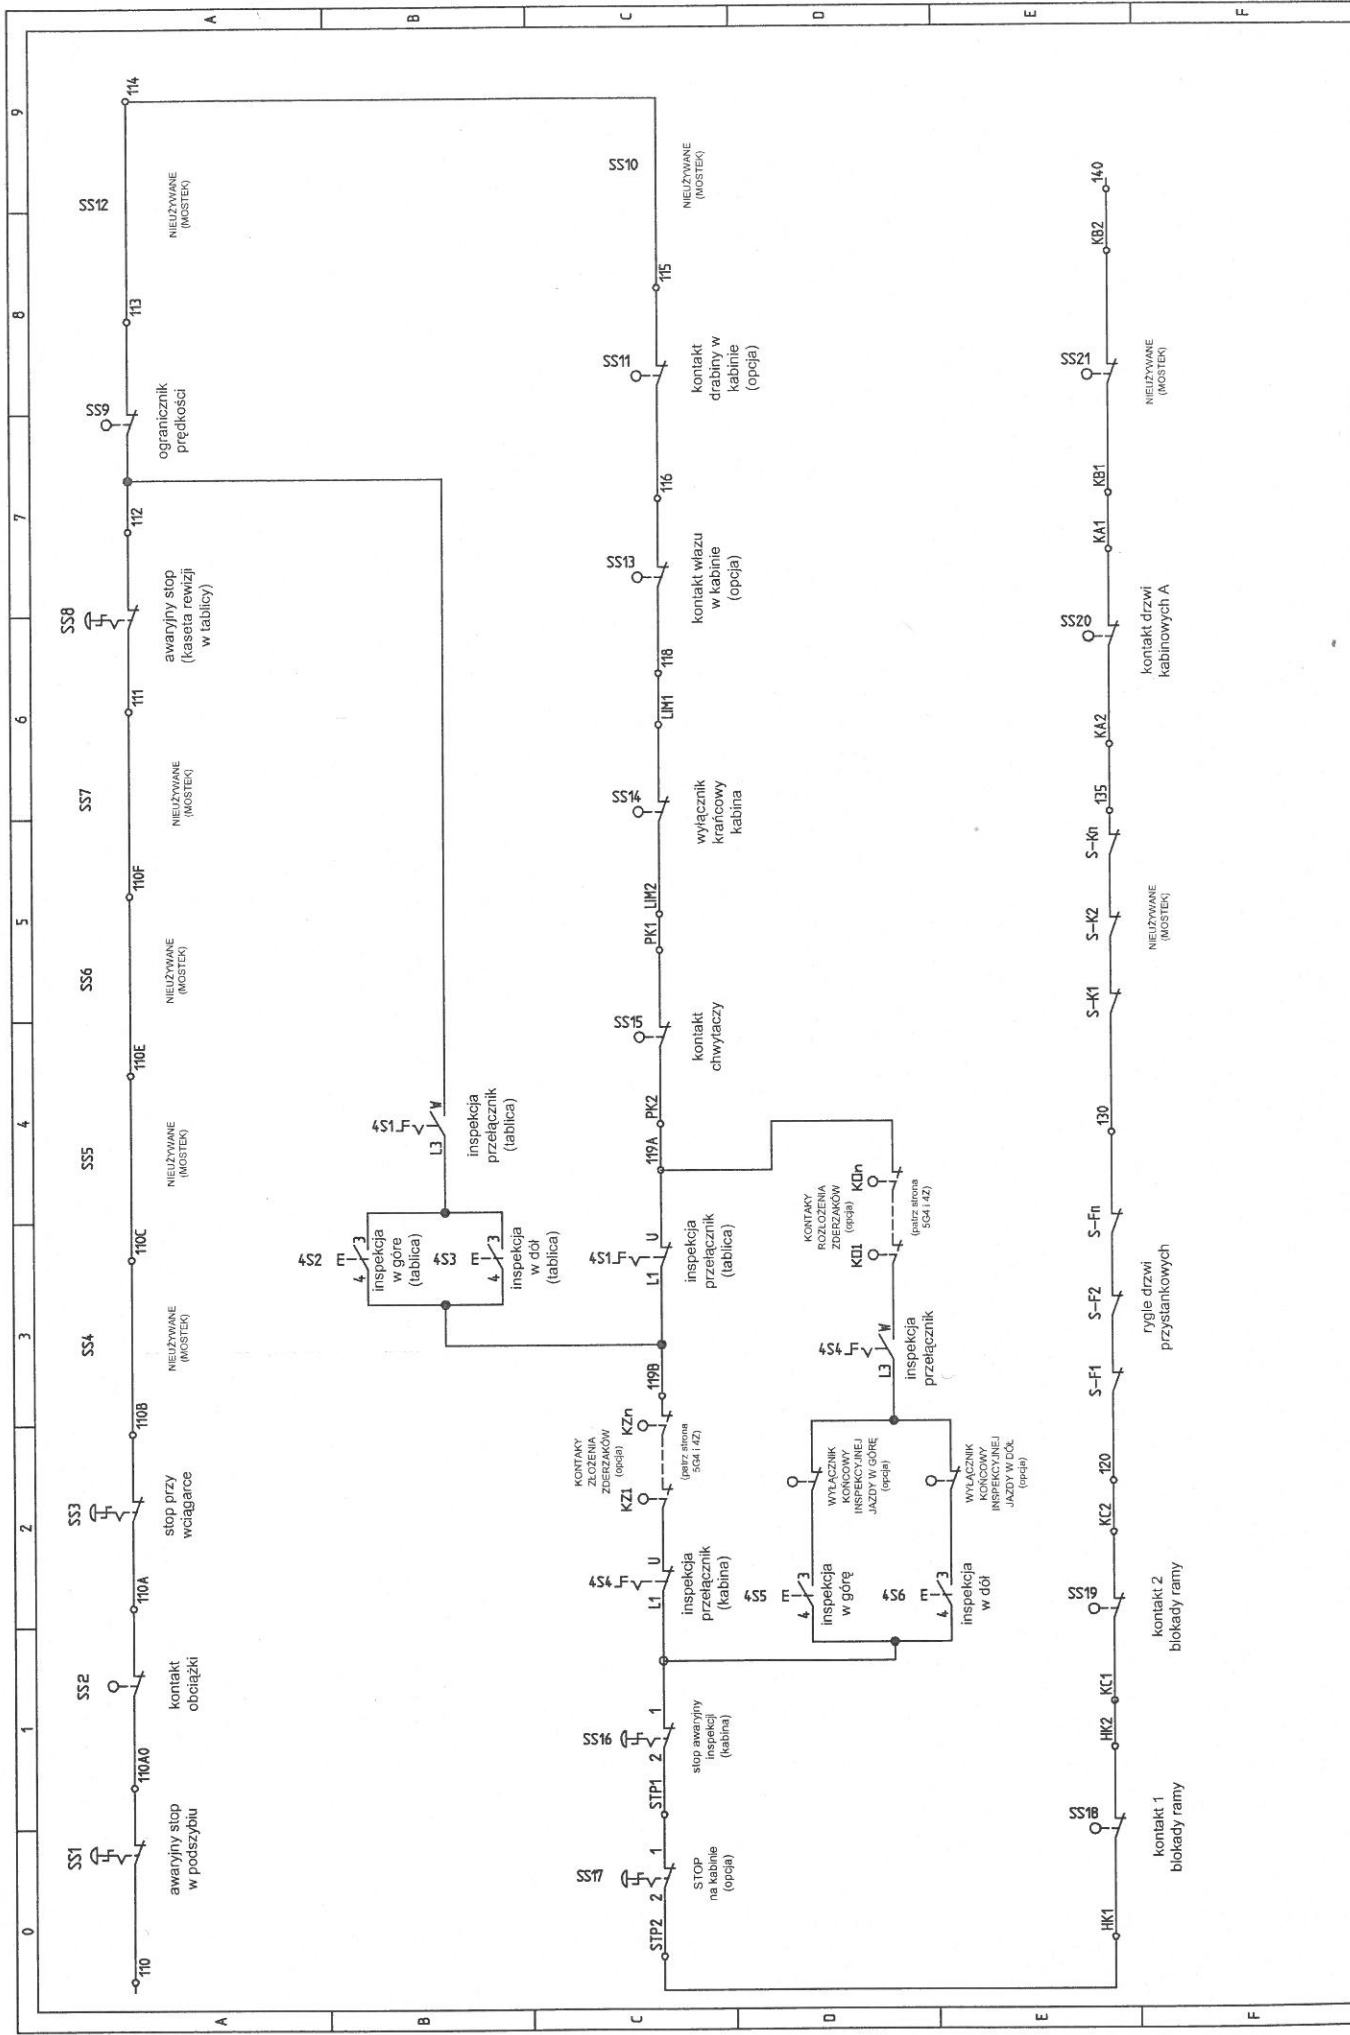 0 1 2 3 4 5 6 7 8 9
A
SS1
SS2
SS3
SS4
SS5
SS6
SS7
SS8
SS9
SS12
110
110A0
110A
110B
110C
110E
110F
111
112
113
114
awaryjny stop
w podszybiu
kontakt
obciążki
stop przy
wciągarce
NIEUŻYWANE
(MOSTEK)
NIEUŻYWANE
(MOSTEK)
NIEUŻYWANE
(MOSTEK)
NIEUŻYWANE
(MOSTEK)
awaryjny stop
(kaseta rewizji
w tablicy)
ogranicznik
prędkości
NIEUŻYWANE
(MOSTEK)
A
B
4S2
E
4 3
inspekcja
w góre
(tablica)
4S3
E
4 3
inspekcja
w dół
(tablica)
4S1
F
L3 W
inspekcja
przełącznik
(tablica)
B
C
SS17
SS16
4S4
F
KZ1
KZn
4S1
F
SS15
SS14
SS13
SS11
SS10
KONTAKY
ZŁOŻENIA
ZDERZAKÓW
(opcja)
STP2
2 1
STP1
2 1
L1 U
119B
L1 U
119A
PK2
PK1
LIM2
LIM1
118
116
115
STOP
na kabinie
(opcja)
stop awaryjny
inspekcji
(kabina)
inspekcja
przełącznik
(kabina)
(patrz strona
5G4 i 4Z)
inspekcja
przełącznik
(tablica)
kontakt
chwytaczy
wyłącznik
krańcowy
kabina
kontakt włazu
w kabinie
(opcja)
kontakt
drabiny w
kabinie
(opcja)
NIEUŻYWANE
(MOSTEK)
C
D
4S5
E
4 3
inspekcja
w górę
WYŁĄCZNIK
KOŃCOWY
INSPEKCYJNEJ
JAZDY W GÓRĘ
(opcja)
4S6
E
4 3
inspekcja
w dół
WYŁĄCZNIK
KOŃCOWY
INSPEKCYJNEJ
JAZDY W DÓŁ
(opcja)
4S4
F
L3 W
inspekcja
przełącznik
KONTAKY
ROZŁOŻENIA
ZDERZAKÓW
(opcja)
KO1
KOn
(patrz strona
5G4 i 4Z)
D
E
SS18
SS19
S-F1
S-F2
S-Fn
S-K1
S-K2
S-Kn
SS20
SS21
HK1
HK2
KC1
KC2
120
130
135
KA2
KA1
KB1
KB2
140
kontakt 1
blokady ramy
kontakt 2
blokady ramy
rygle drzwi
przystankowych
NIEUŻYWANE
(MOSTEK)
kontakt drzwi
kabinowych A
NIEUŻYWANE
(MOSTEK)
E
F
F